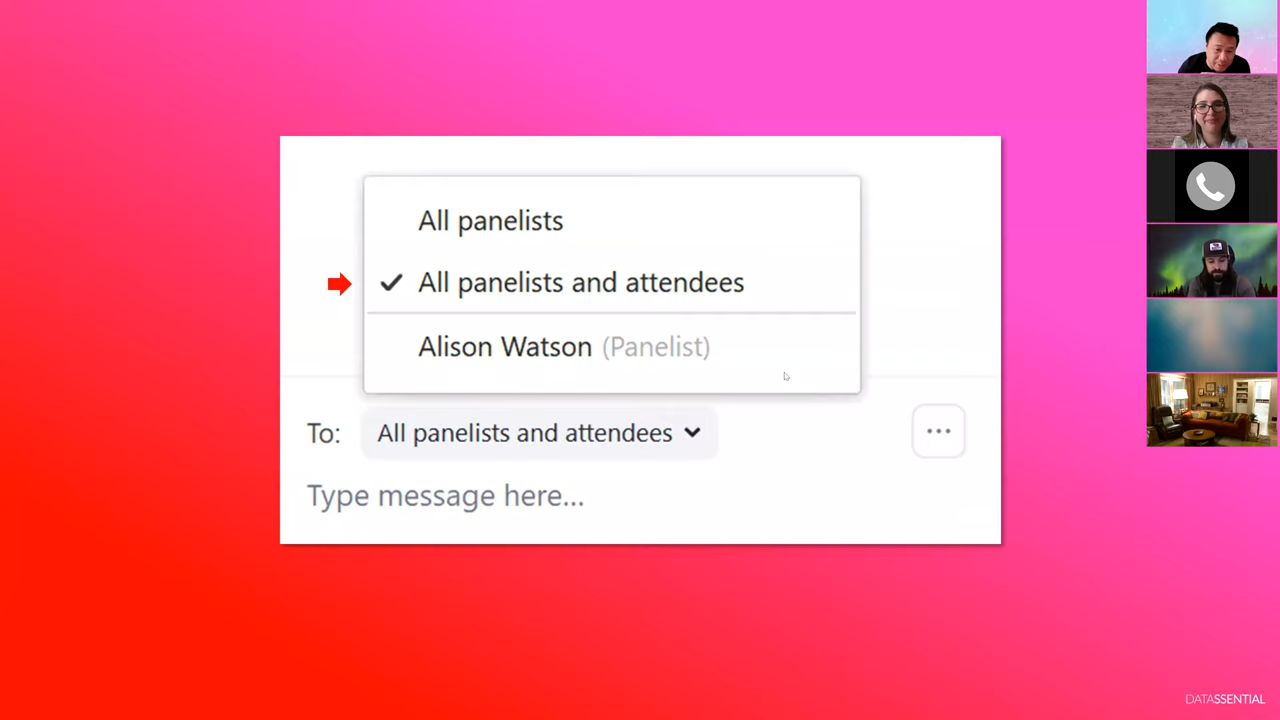 All panelists
All panelists and attendees
Alison Watson (Panelist)
To: All panelists and attendees
Type message here...
DATASSENTIAL